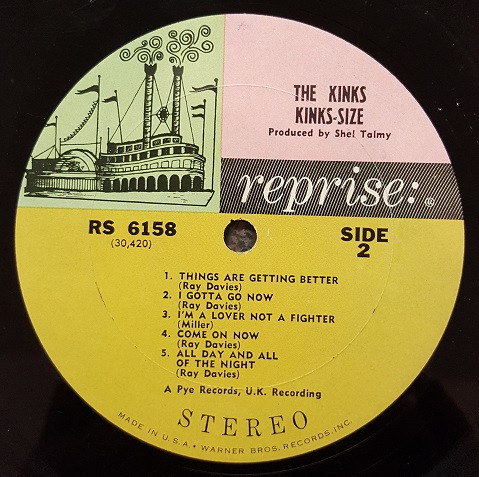 THE KINKS
KINKS-SIZE
Produced by Shel Talmy
reprise:®
RS 6158
(30,420)
SIDE
2
1. THINGS ARE GETTING BETTER
(Ray Davies)
2. I GOTTA GO NOW
(Ray Davies)
3. I'M A LOVER NOT A FIGHTER
(Miller)
4. COME ON NOW
(Ray Davies)
5. ALL DAY AND ALL
OF THE NIGHT
(Ray Davies)
A Pye Records, U.K. Recording
STEREO
MADE IN U.S.A. • WARNER BROS. RECORDS, INC.